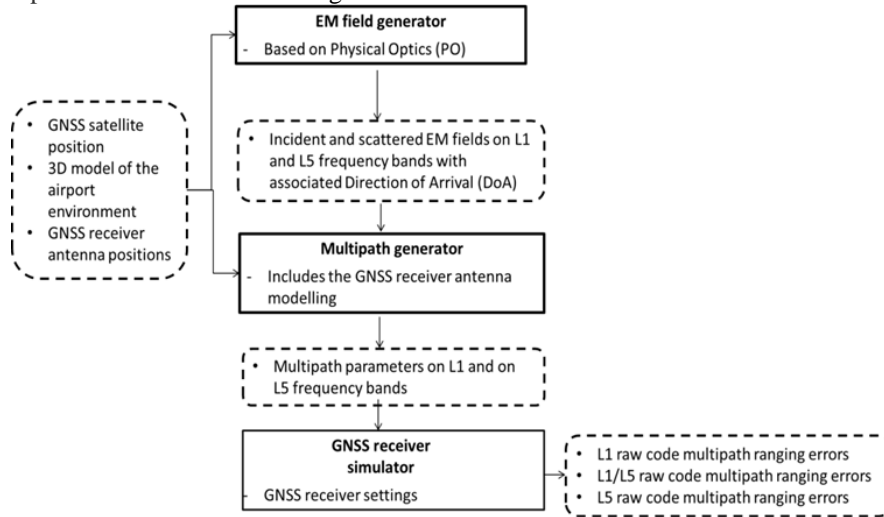 EM field generator
- Based on Physical Optics (PO)
• GNSS satellite
position
• 3D model of the
airport
environment
• GNSS receiver
antenna positions
• Incident and scattered EM fields on L1
and L5 frequency bands with
associated Direction of Arrival (DoA)
Multipath generator
- Includes the GNSS receiver antenna
modelling
• Multipath parameters on L1 and on
L5 frequency bands
GNSS receiver
simulator
- GNSS receiver settings
• L1 raw code multipath ranging errors
• L1/L5 raw code multipath ranging errors
• L5 raw code multipath ranging errors